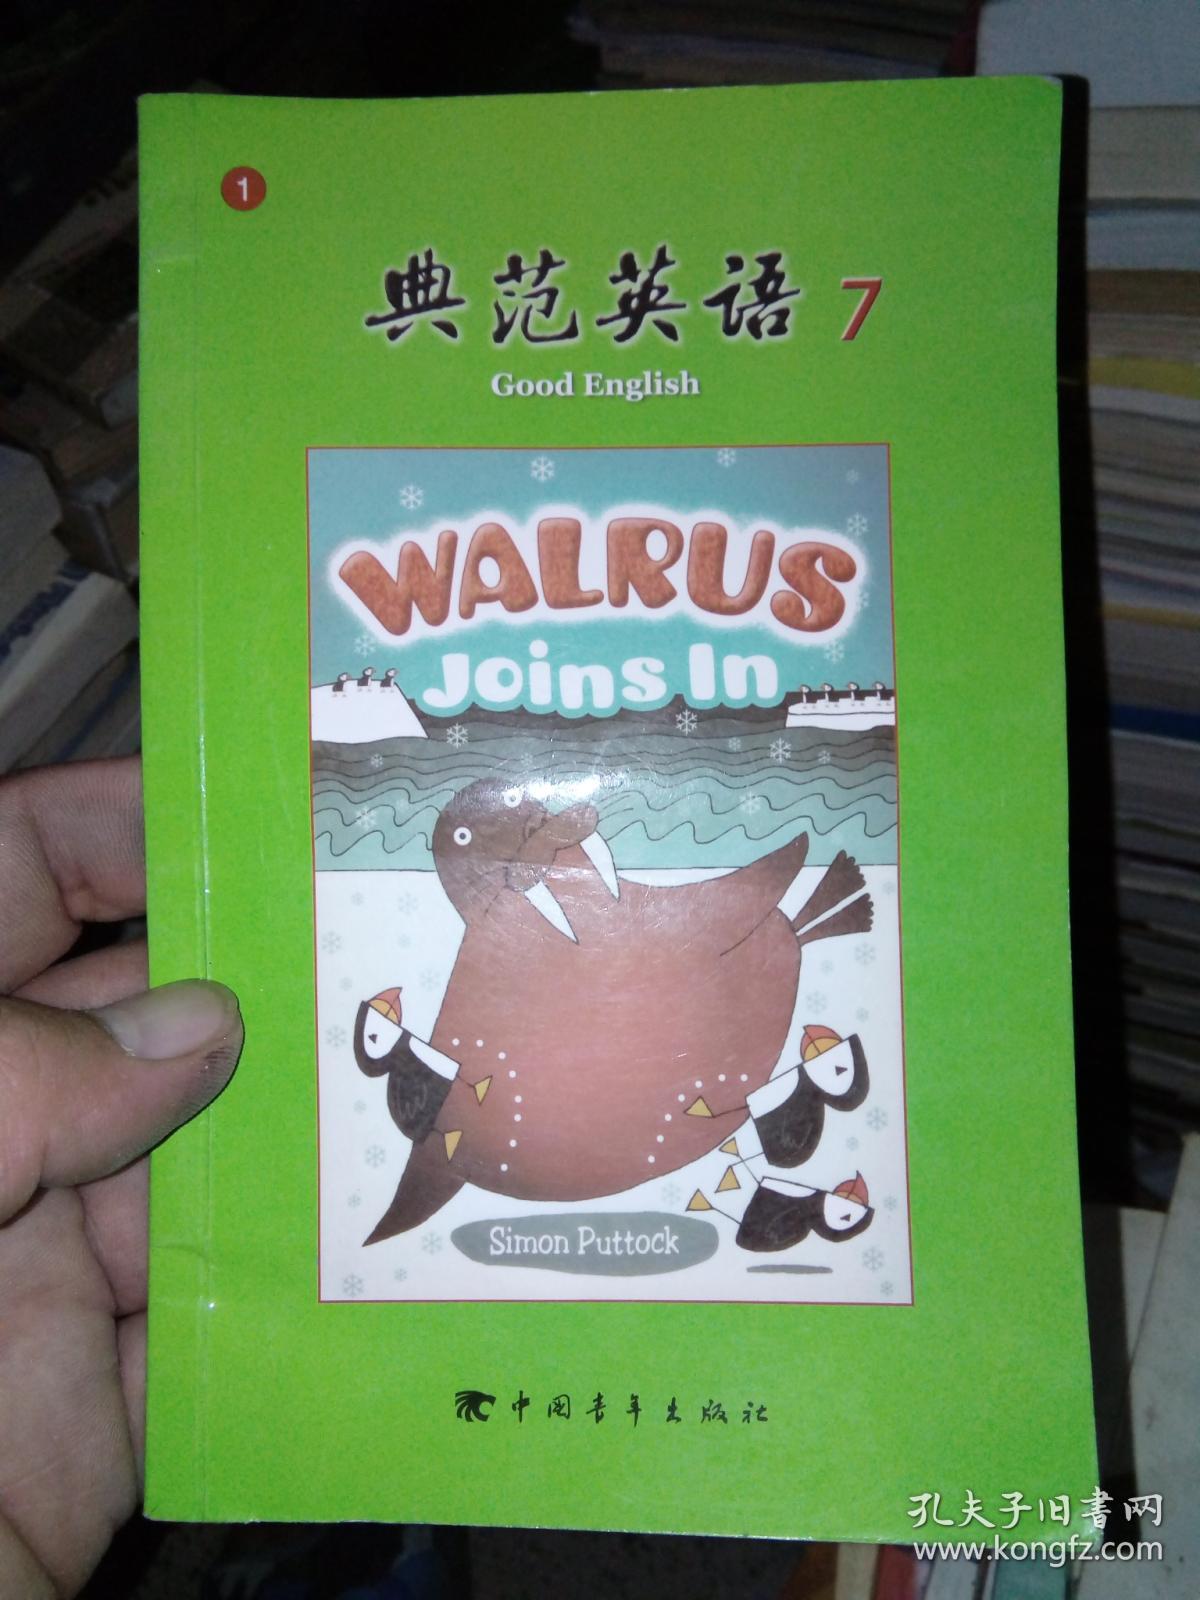 1
典范英语 7
Good English
WALRUS
Joins In
Simon Puttock
中国青年出版社
孔夫子旧书网
www.kongfz.com